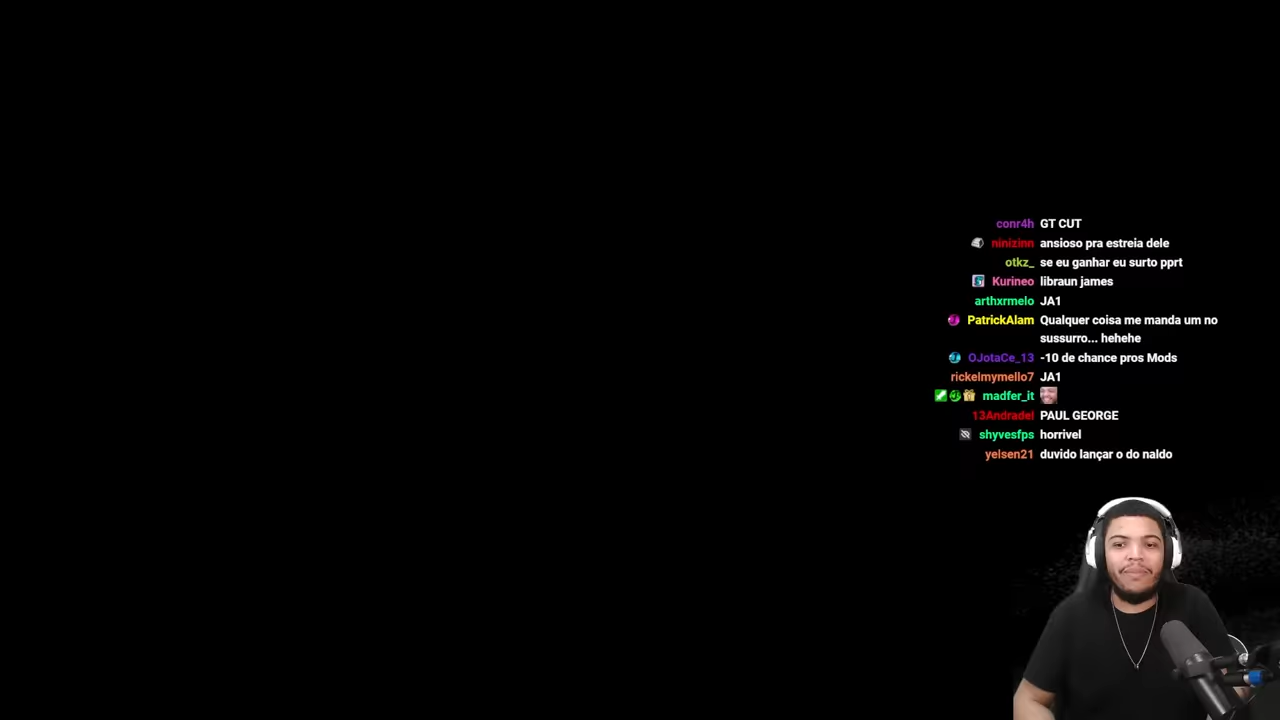 conr4h GT CUT
ninizinn ansioso pra estreia dele
otkz_ se eu ganhar eu surto pprt
Kurineo libraun james
arthxrmelo JA1
PatrickAlam Qualquer coisa me manda um no
sussurro... hehehe
OJotaCe_13 -10 de chance pros Mods
rickelmymello7 JA1
madfer_it
13Andradel PAUL GEORGE
shyvesfps horrivel
yelsen21 duvido lançar o do naldo